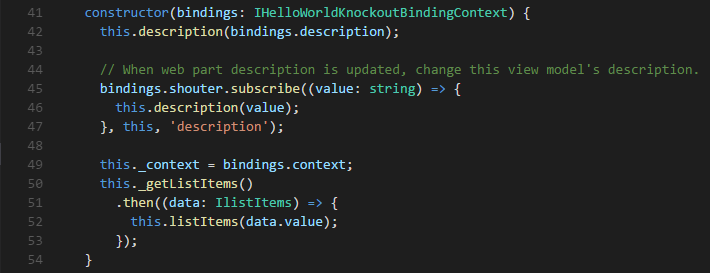 41 constructor(bindings: IHelloWorldKnockoutBindingContext) {
42 this.description(bindings.description);
43
44 // When web part description is updated, change this view model's description.
45 bindings.shouter.subscribe((value: string) => {
46 this.description(value);
47 }, this, 'description');
48
49 this._context = bindings.context;
50 this._getListItems()
51 .then((data: IlistItems) => {
52 this.listItems(data.value);
53 });
54 }